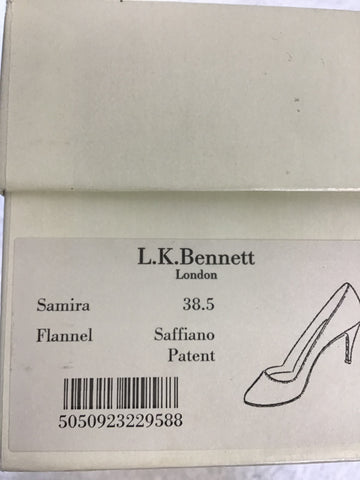 L.K.Bennett
London
Samira 38.5
Flannel Saffiano
Patent
5050923229588